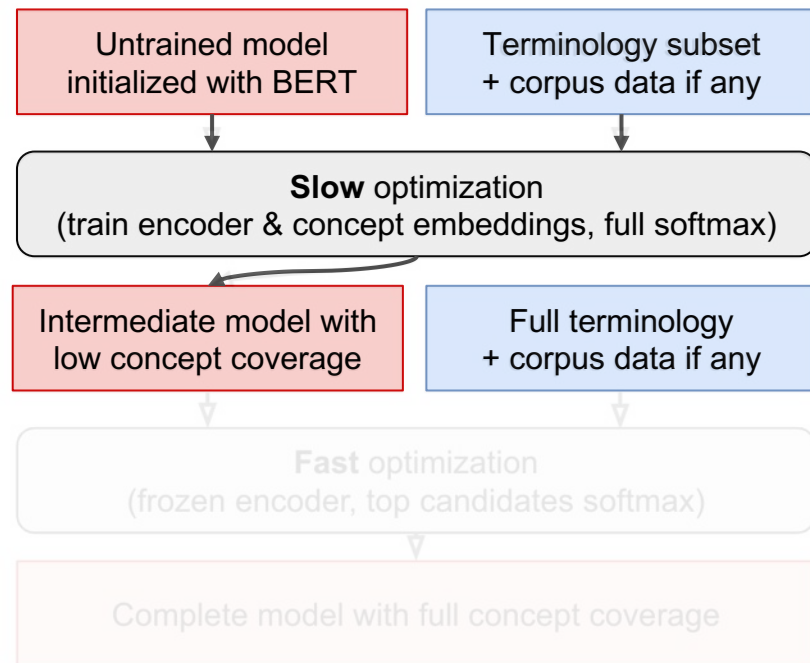 Untrained model
initialized with BERT
Terminology subset
+ corpus data if any
Slow optimization
(train encoder & concept embeddings, full softmax)
Intermediate model with
low concept coverage
Full terminology
+ corpus data if any
Fast optimization
(frozen encoder, top candidates softmax)
Complete model with full concept coverage